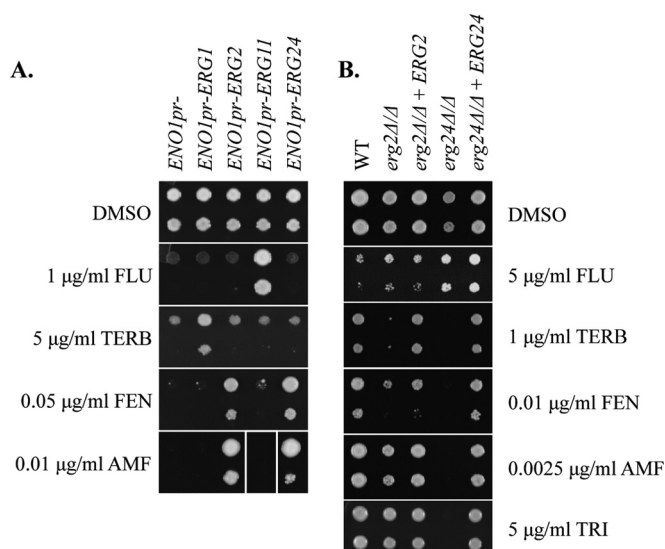 A.
ENO1pr-
ENO1pr-ERG1
ENO1pr-ERG2
ENO1pr-ERG11
ENO1pr-ERG24
DMSO
1 µg/ml FLU
5 µg/ml TERB
0.05 µg/ml FEN
0.01 µg/ml AMF
B.
WT
erg2Δ/Δ
erg2Δ/Δ + ERG2
erg24Δ/Δ
erg24Δ/Δ + ERG24
DMSO
5 µg/ml FLU
1 µg/ml TERB
0.01 µg/ml FEN
0.0025 µg/ml AMF
5 µg/ml TRI